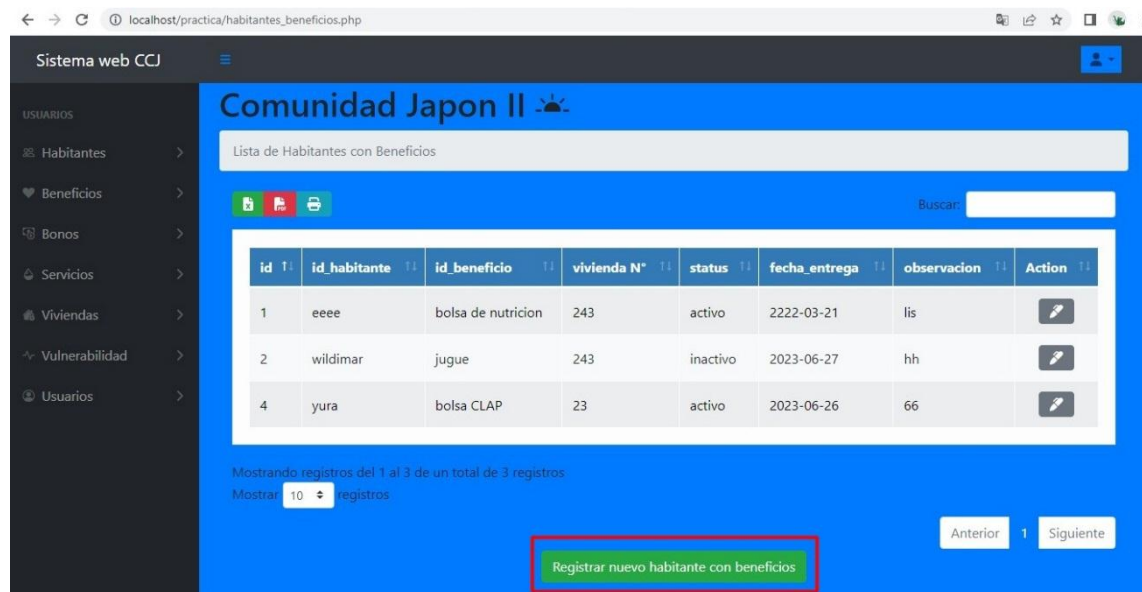 localhost/practica/habitantes_beneficios.php
Sistema web CCJ
USUARIOS
Habitantes
Beneficios
Bonos
Servicios
Viviendas
Vulnerabilidad
Usuarios
Comunidad Japon II
Lista de Habitantes con Beneficios
Buscar:
id id_habitante id_beneficio vivienda N° status fecha_entrega observacion Action
1 eeee bolsa de nutricion 243 activo 2222-03-21 lis
2 wildimar jugue 243 inactivo 2023-06-27 hh
4 yura bolsa CLAP 23 activo 2023-06-26 66
Mostrando registros del 1 al 3 de un total de 3 registros
Mostrar 10 registros
Anterior 1 Siguiente
Registrar nuevo habitante con beneficios